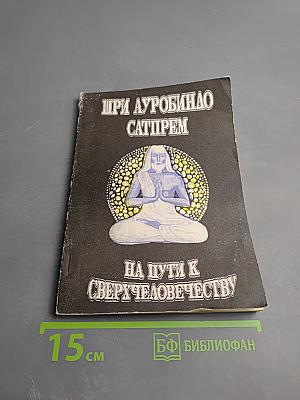 ШРИ АУРОБИНДО
САТПРЕМ
НА ПУТИ К
СВЕРХЧЕЛОВЕЧЕСТВУ
15 см
БФ БИБЛИОФАН